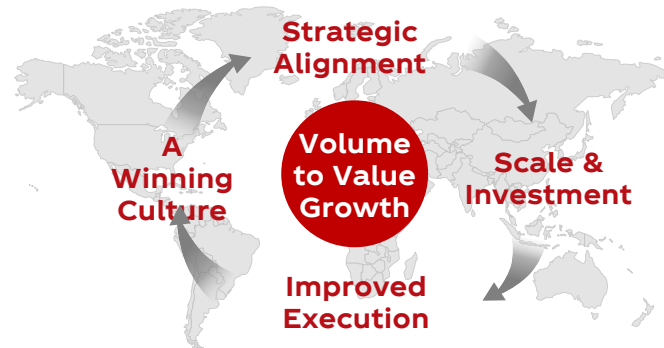 Strategic
Alignment
A
Winning
Culture
Volume
to Value
Growth
Scale &
Investment
Improved
Execution